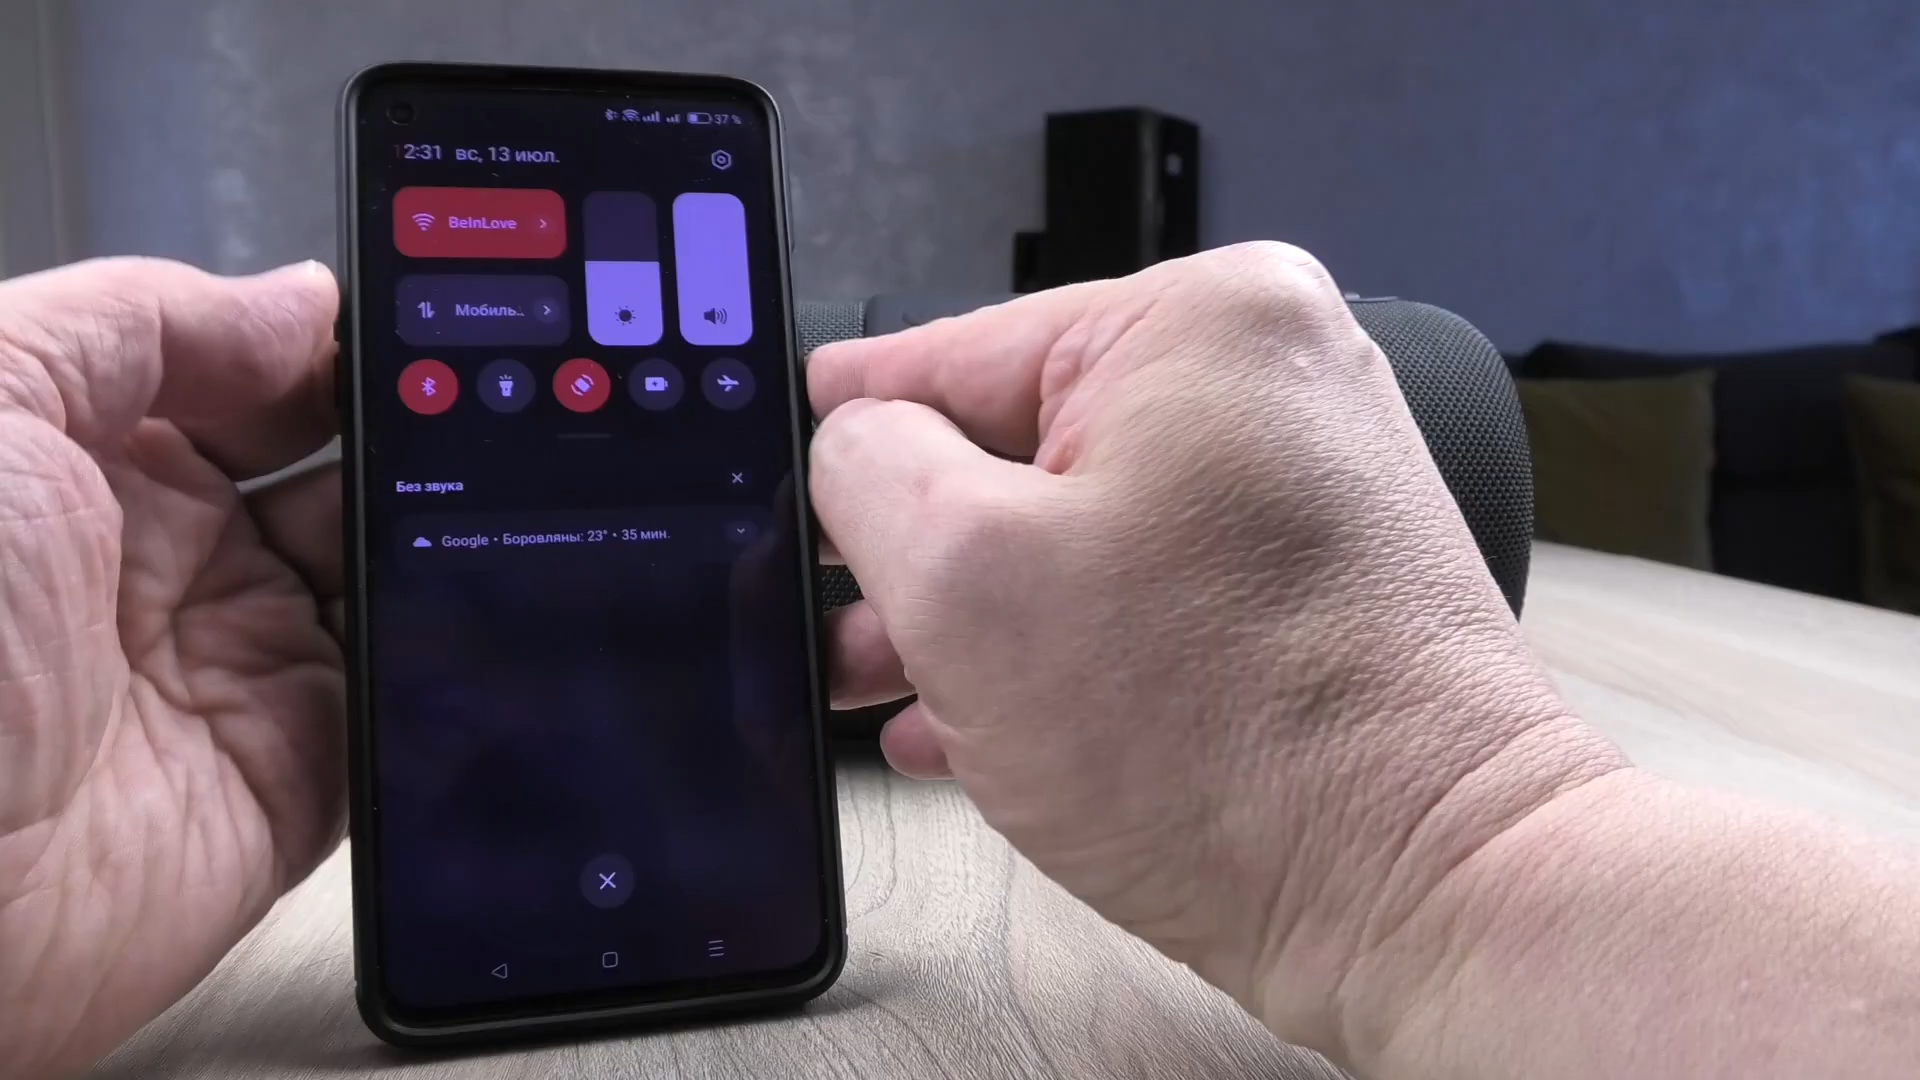 37 %
12:31 вс, 13 июл.
BeInLove
Мобиль..
Без звука
Google • Боровляны: 23° • 35 мин.